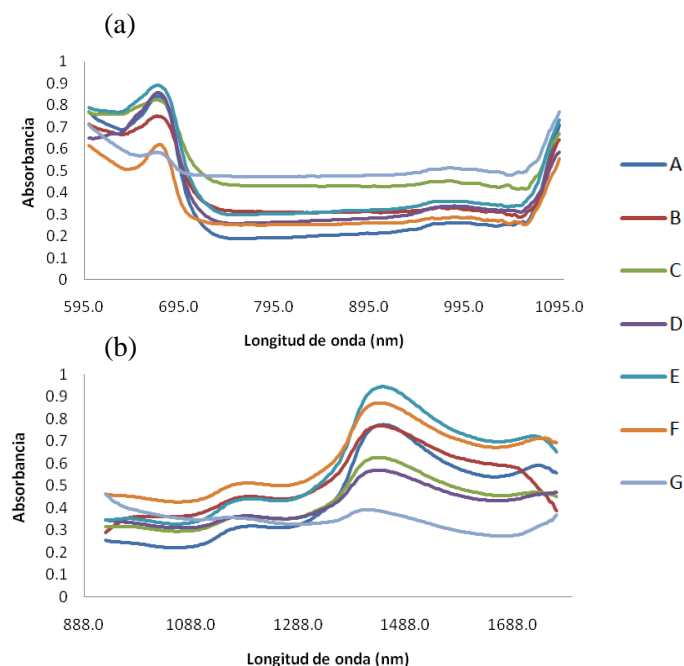 (a)
1
0.9
0.8
0.7
0.6
0.5
0.4
0.3
0.2
0.1
0
Absorbancia
595.0 695.0 795.0 895.0 995.0 1095.0
Longitud de onda (nm)
(b)
1
0.9
0.8
0.7
0.6
0.5
0.4
0.3
0.2
0.1
0
Absorbancia
888.0 1088.0 1288.0 1488.0 1688.0
Longitud de onda (nm)
A
B
C
D
E
F
G